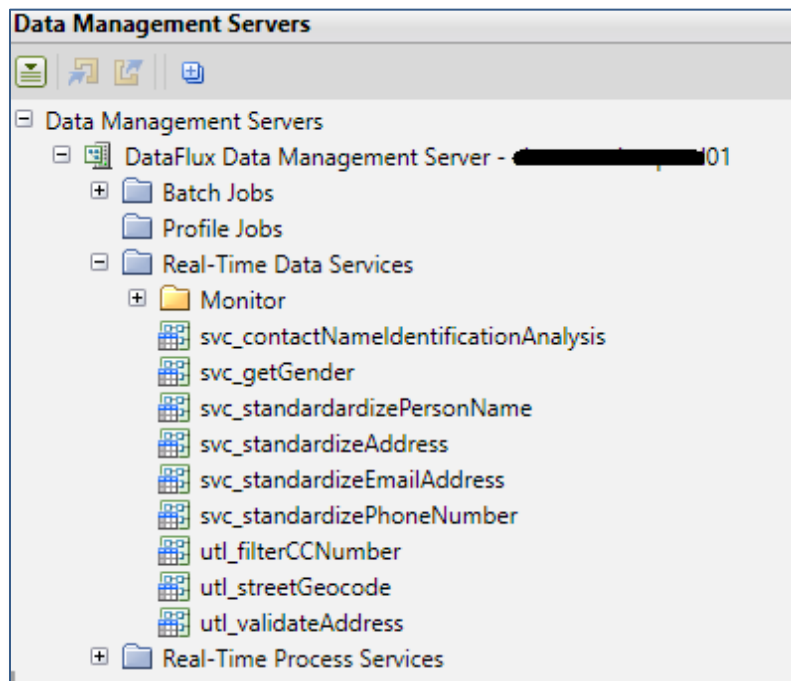 Data Management Servers
Data Management Servers
DataFlux Data Management Server - 01
Batch Jobs
Profile Jobs
Real-Time Data Services
Monitor
svc_contactNameIdentificationAnalysis
svc_getGender
svc_standardardizePersonName
svc_standardizeAddress
svc_standardizeEmailAddress
svc_standardizePhoneNumber
utl_filterCCNumber
utl_streetGeocode
utl_validateAddress
Real-Time Process Services